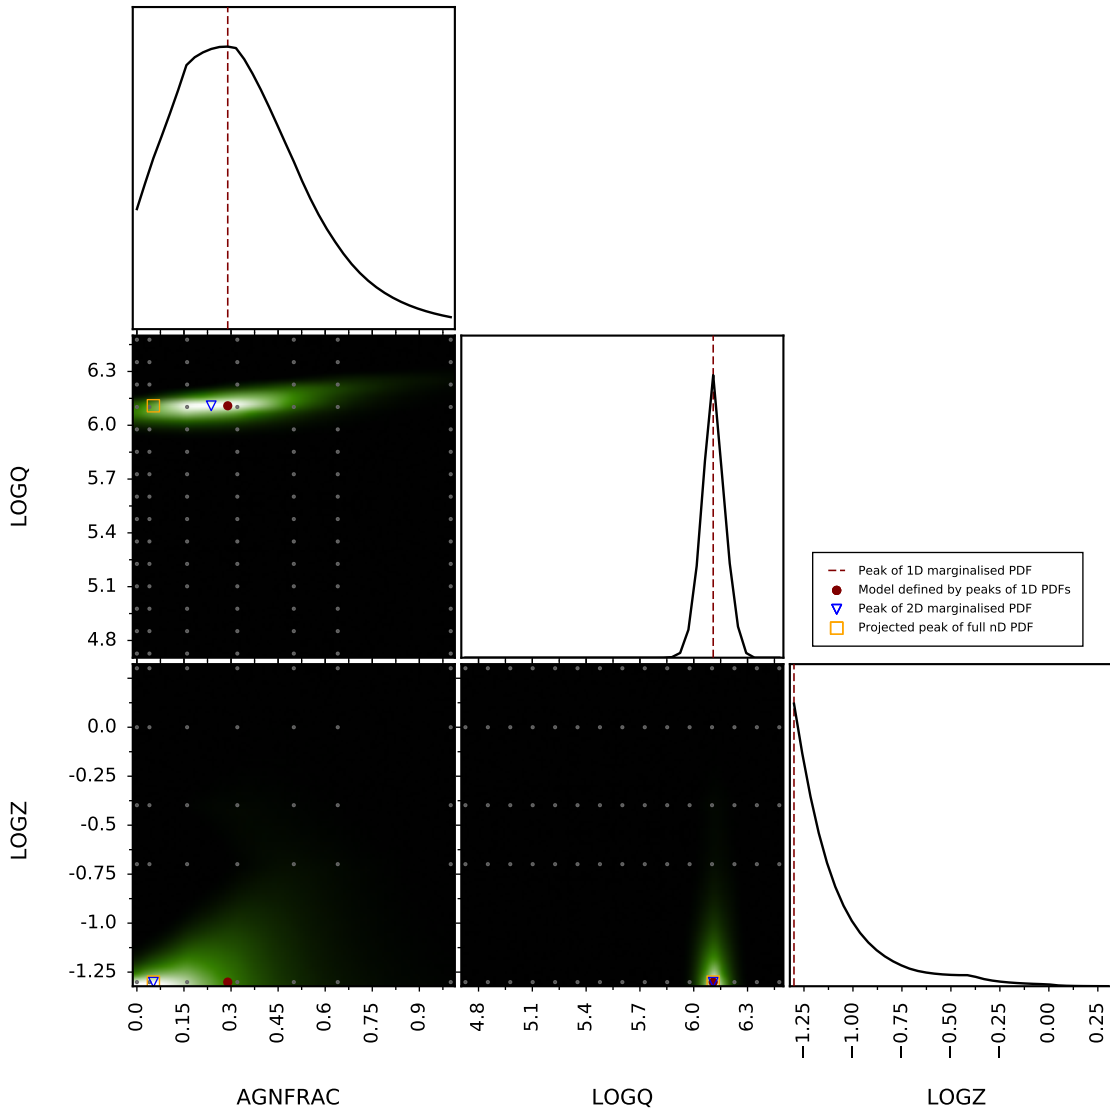 LOGQ
6.3
6.0
5.7
5.4
5.1
4.8
Peak of 1D marginalised PDF
Model defined by peaks of 1D PDFs
Peak of 2D marginalised PDF
Projected peak of full nD PDF
LOGZ
0.0
-0.25
-0.5
-0.75
-1.0
-1.25
0.0 0.15 0.3 0.45 0.6 0.75 0.9
4.8 5.1 5.4 5.7 6.0 6.3
−1.25 −1.00 −0.75 −0.50 −0.25 0.00 0.25
AGNFRAC LOGQ LOGZ